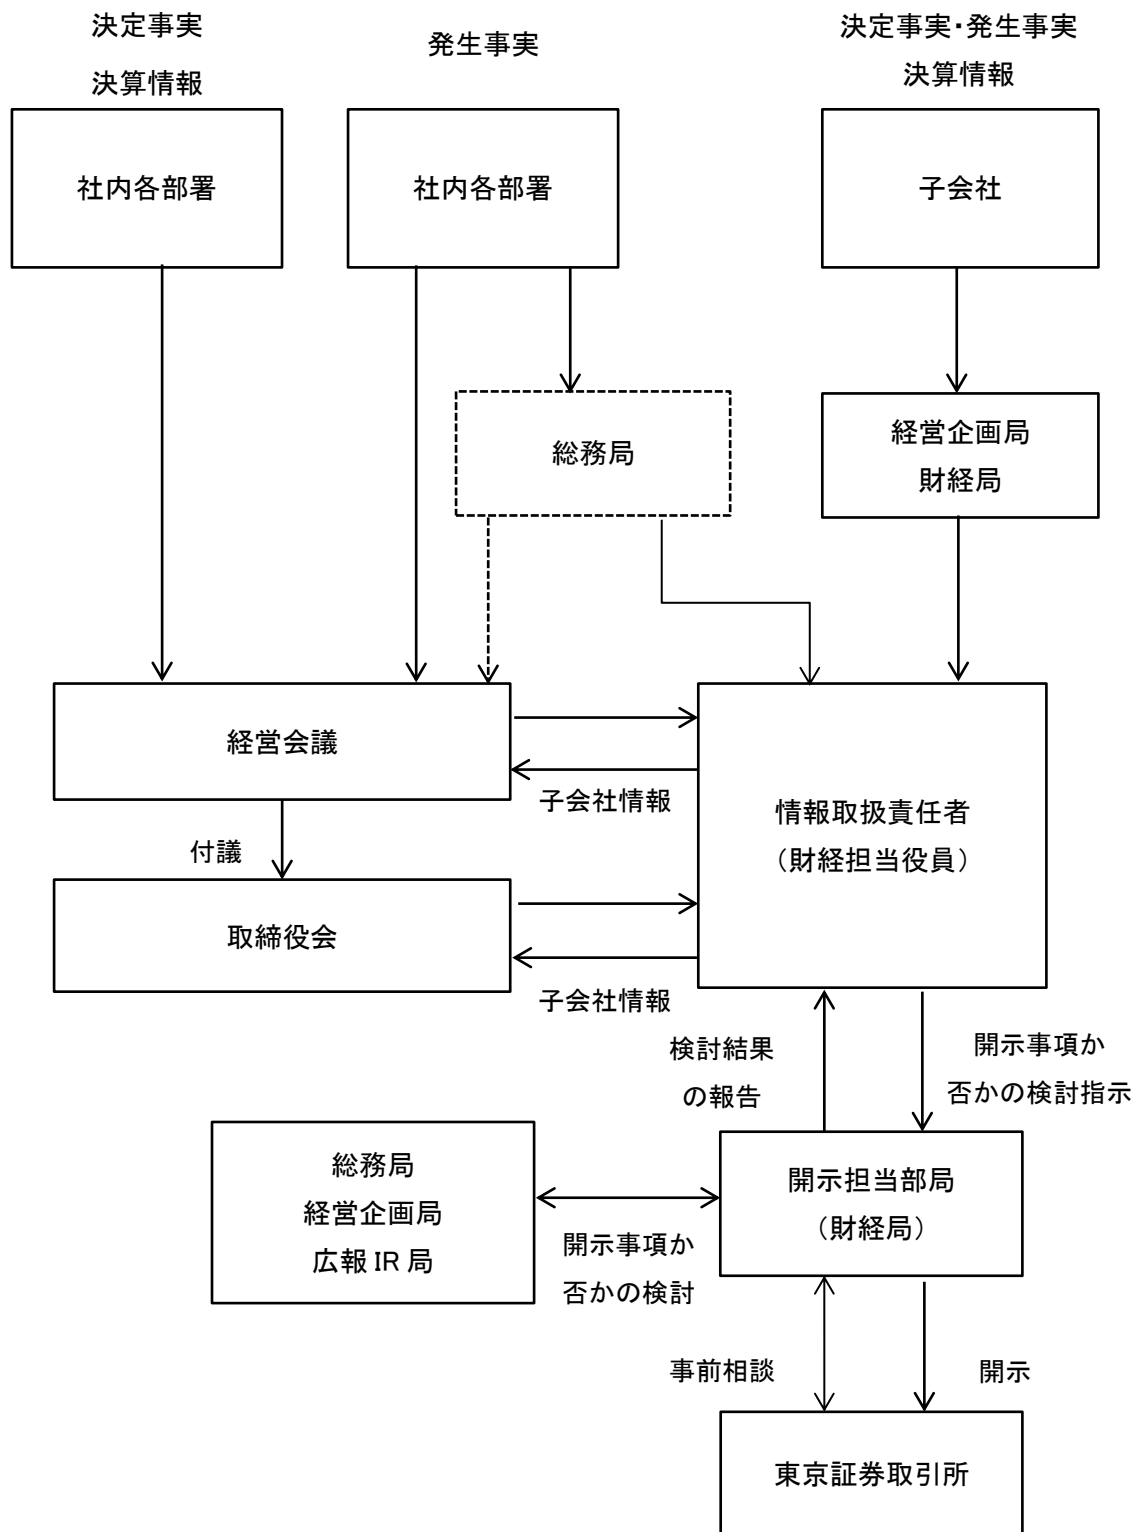 決定事実
決算情報
発生事実
決定事実・発生事実
決算情報
社内各部署
社内各部署
子会社
総務局
経営企画局
財経局
経営会議
子会社情報
情報取扱責任者
（財経担当役員）
付議
取締役会
子会社情報
検討結果
の報告
開示事項か
否かの検討指示
総務局
経営企画局
広報 IR 局
開示事項か
否かの検討
開示担当部局
（財経局）
事前相談
開示
東京証券取引所